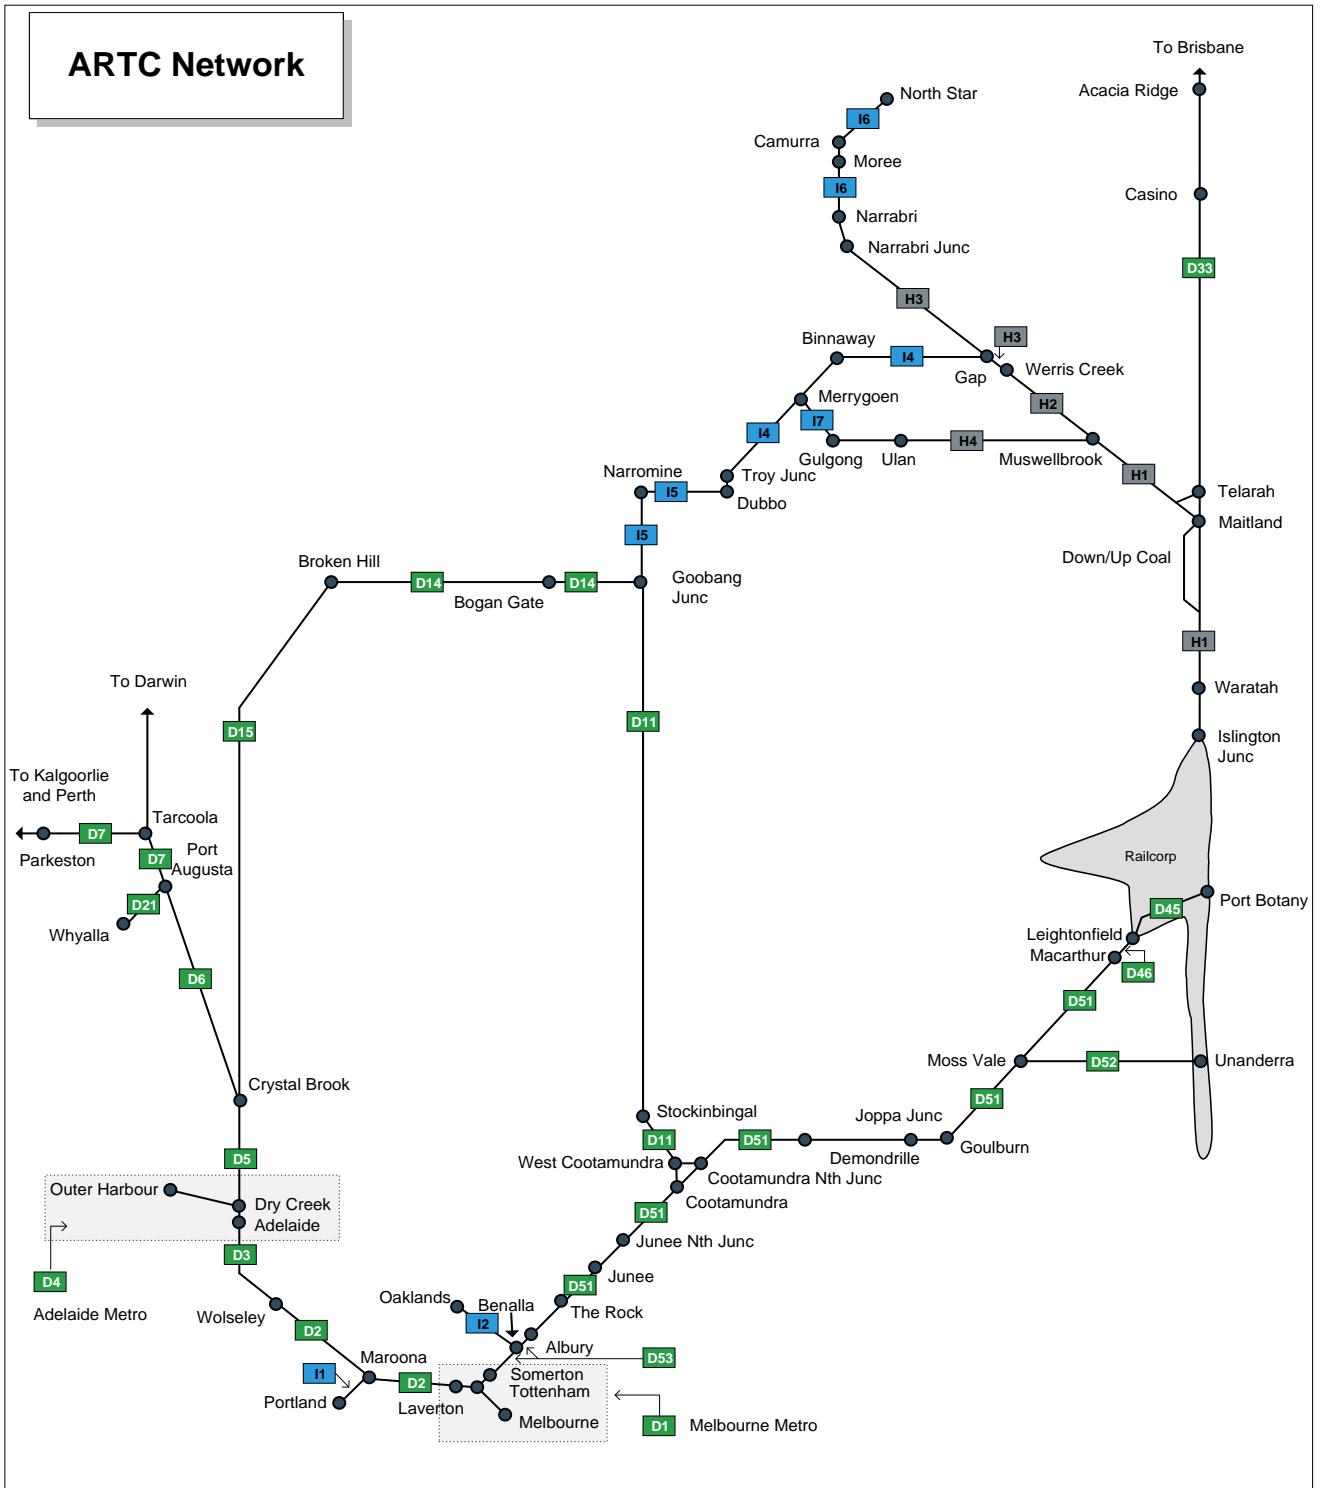 ARTC Network
To Brisbane
Acacia Ridge
North Star
I6
Camurra
Moree
I6
Casino
Narrabri
Narrabri Junc
D33
H3
H3
Binnaway
I4
Gap
Werris Creek
Merrygoen
H2
I7
I4
H4
Gulgong
Ulan
Muswellbrook
Narromine
Troy Junc
H1
I5
Dubbo
Telarah
Maitland
I5
Down/Up Coal
Broken Hill
D14
D14
Goobang
Junc
Bogan Gate
H1
To Darwin
Waratah
D11
D15
Islington
Junc
To Kalgoorlie
and Perth
Tarcoola
D7
Parkeston
D7
Port
Augusta
Railcorp
D21
Whyalla
D45
Port Botany
Leightonfield
Macarthur
D46
D6
D51
Moss Vale
D52
Unanderra
Crystal Brook
D51
Stockinbingal
Joppa Junc
D11
D51
Goulburn
Demondrille
D5
West Cootamundra
Cootamundra Nth Junc
Outer Harbour
Dry Creek
Cootamundra
Adelaide
D51
D3
Junee Nth Junc
D4
Junee
D51
Adelaide Metro
Oaklands
Benalla
The Rock
Wolseley
I2
D2
Albury
D53
Maroona
I1
Somerton
D2
Tottenham
Portland
Laverton
Melbourne
D1
Melbourne Metro